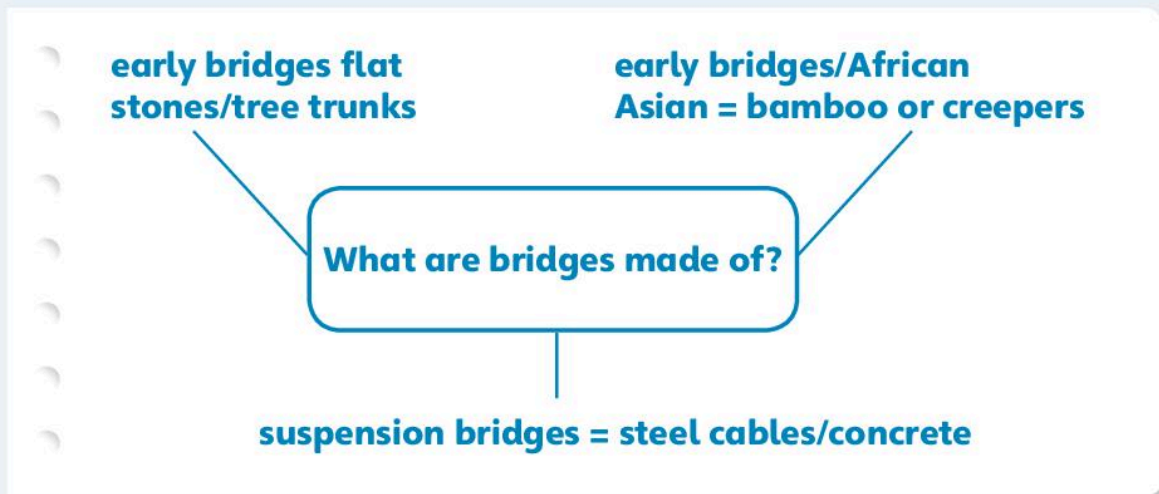 early bridges flat
stones/tree trunks
early bridges/African
Asian = bamboo or creepers
What are bridges made of?
suspension bridges = steel cables/concrete